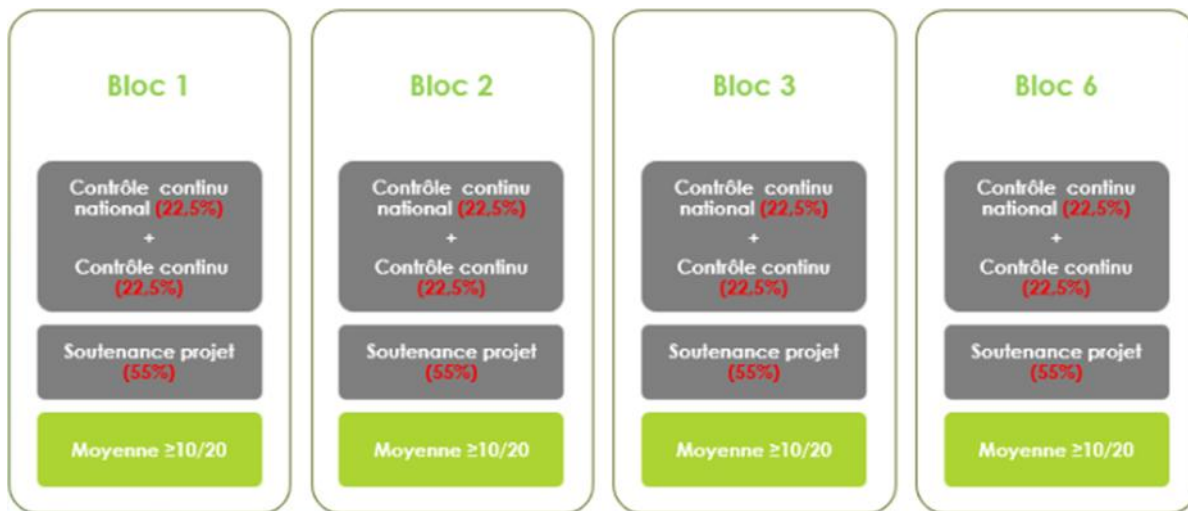 Bloc 1
Contrôle continu
national (22,5%)
+
Contrôle continu
(22,5%)
Soutenance projet
(55%)
Moyenne ≥10/20
Bloc 2
Contrôle continu
national (22,5%)
+
Contrôle continu
(22,5%)
Soutenance projet
(55%)
Moyenne ≥10/20
Bloc 3
Contrôle continu
national (22,5%)
+
Contrôle continu
(22,5%)
Soutenance projet
(55%)
Moyenne ≥10/20
Bloc 6
Contrôle continu
national (22,5%)
+
Contrôle continu
(22,5%)
Soutenance projet
(55%)
Moyenne ≥10/20